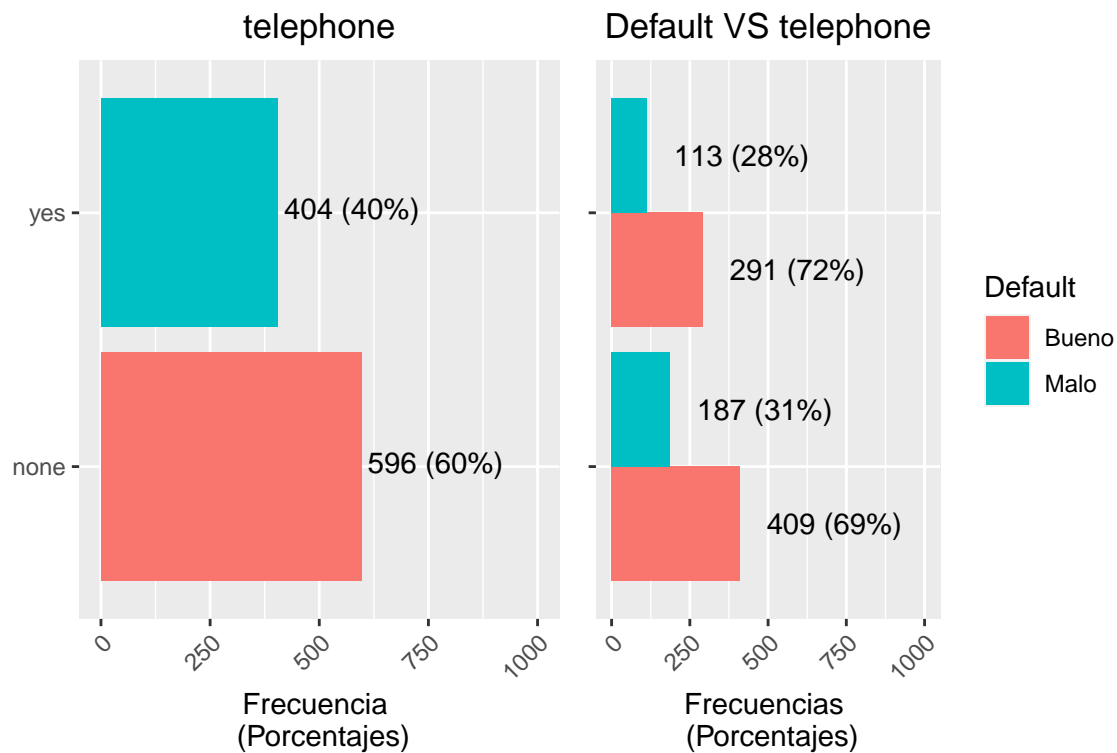 telephone
Default VS telephone
yes
none
404 (40%)
596 (60%)
113 (28%)
291 (72%)
187 (31%)
409 (69%)
0
250
500
750
1000
0
250
500
750
1000
Frecuencia
(Porcentajes)
Frecuencias
(Porcentajes)
Default
Bueno
Malo